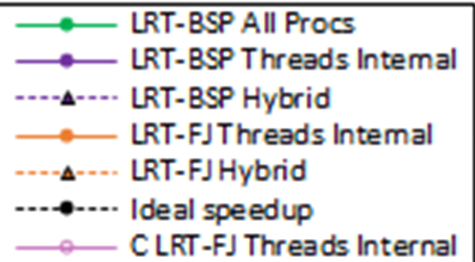 LRT-BSP All Procs
LRT-BSP Threads Internal
LRT-BSP Hybrid
LRT-FJ Threads Internal
LRT-FJ Hybrid
Ideal speedup
C LRT-FJ Threads Internal